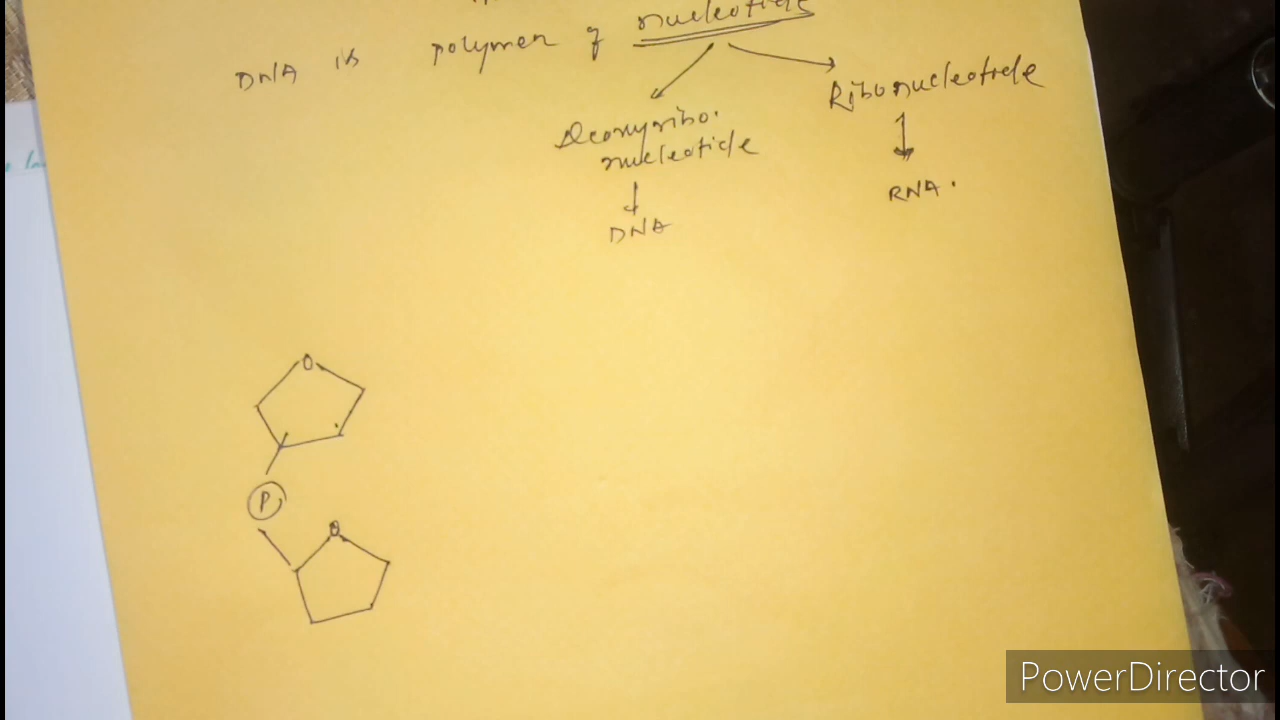 DNA is polymer of nucleotide
Deoxyribo. Ribonucleotide
nucleotide
DNA RNA.
O
P
O
PowerDirector